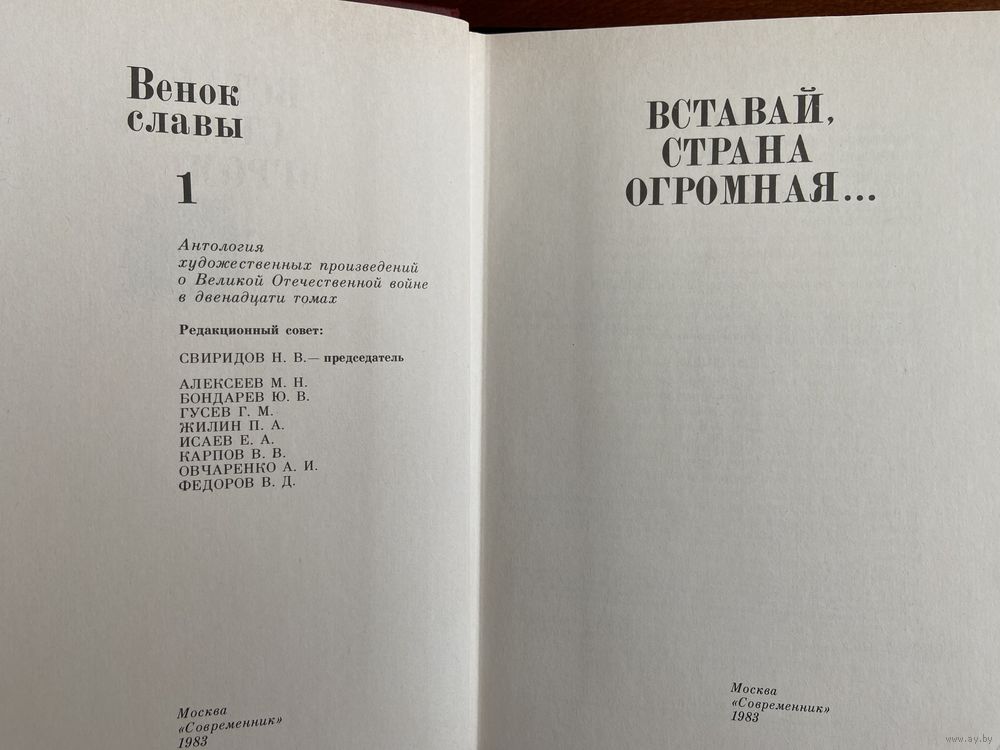 Венок
славы
1
Антология
художественных произведений
о Великой Отечественной войне
в двенадцати томах
Редакционный совет:
СВИРИДОВ Н. В.— председатель
АЛЕКСЕЕВ М. Н.
БОНДАРЕВ Ю. В.
ГУСЕВ Г. М.
ЖИЛИН П. А.
ИСАЕВ Е. А.
КАРПОВ В. В.
ОВЧАРЕНКО А. И.
ФЕДОРОВ В. Д.
Москва
«Современник»
1983
ВСТАВАЙ,
СТРАНА
ОГРОМНАЯ...
Москва
«Современник»
1983
www.ay.by